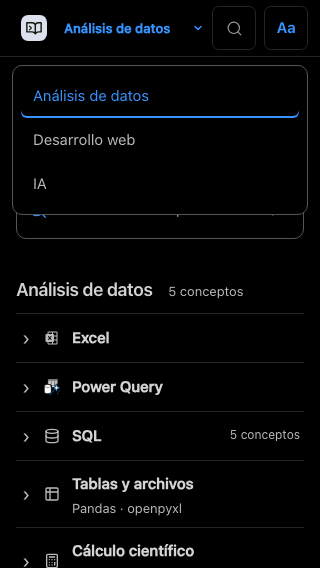 Análisis de datos
Aa
Análisis de datos
Desarrollo web
IA
Análisis de datos 5 conceptos
Excel
Power Query
SQL 5 conceptos
Tablas y archivos
Pandas · openpyxl
Cálculo científico